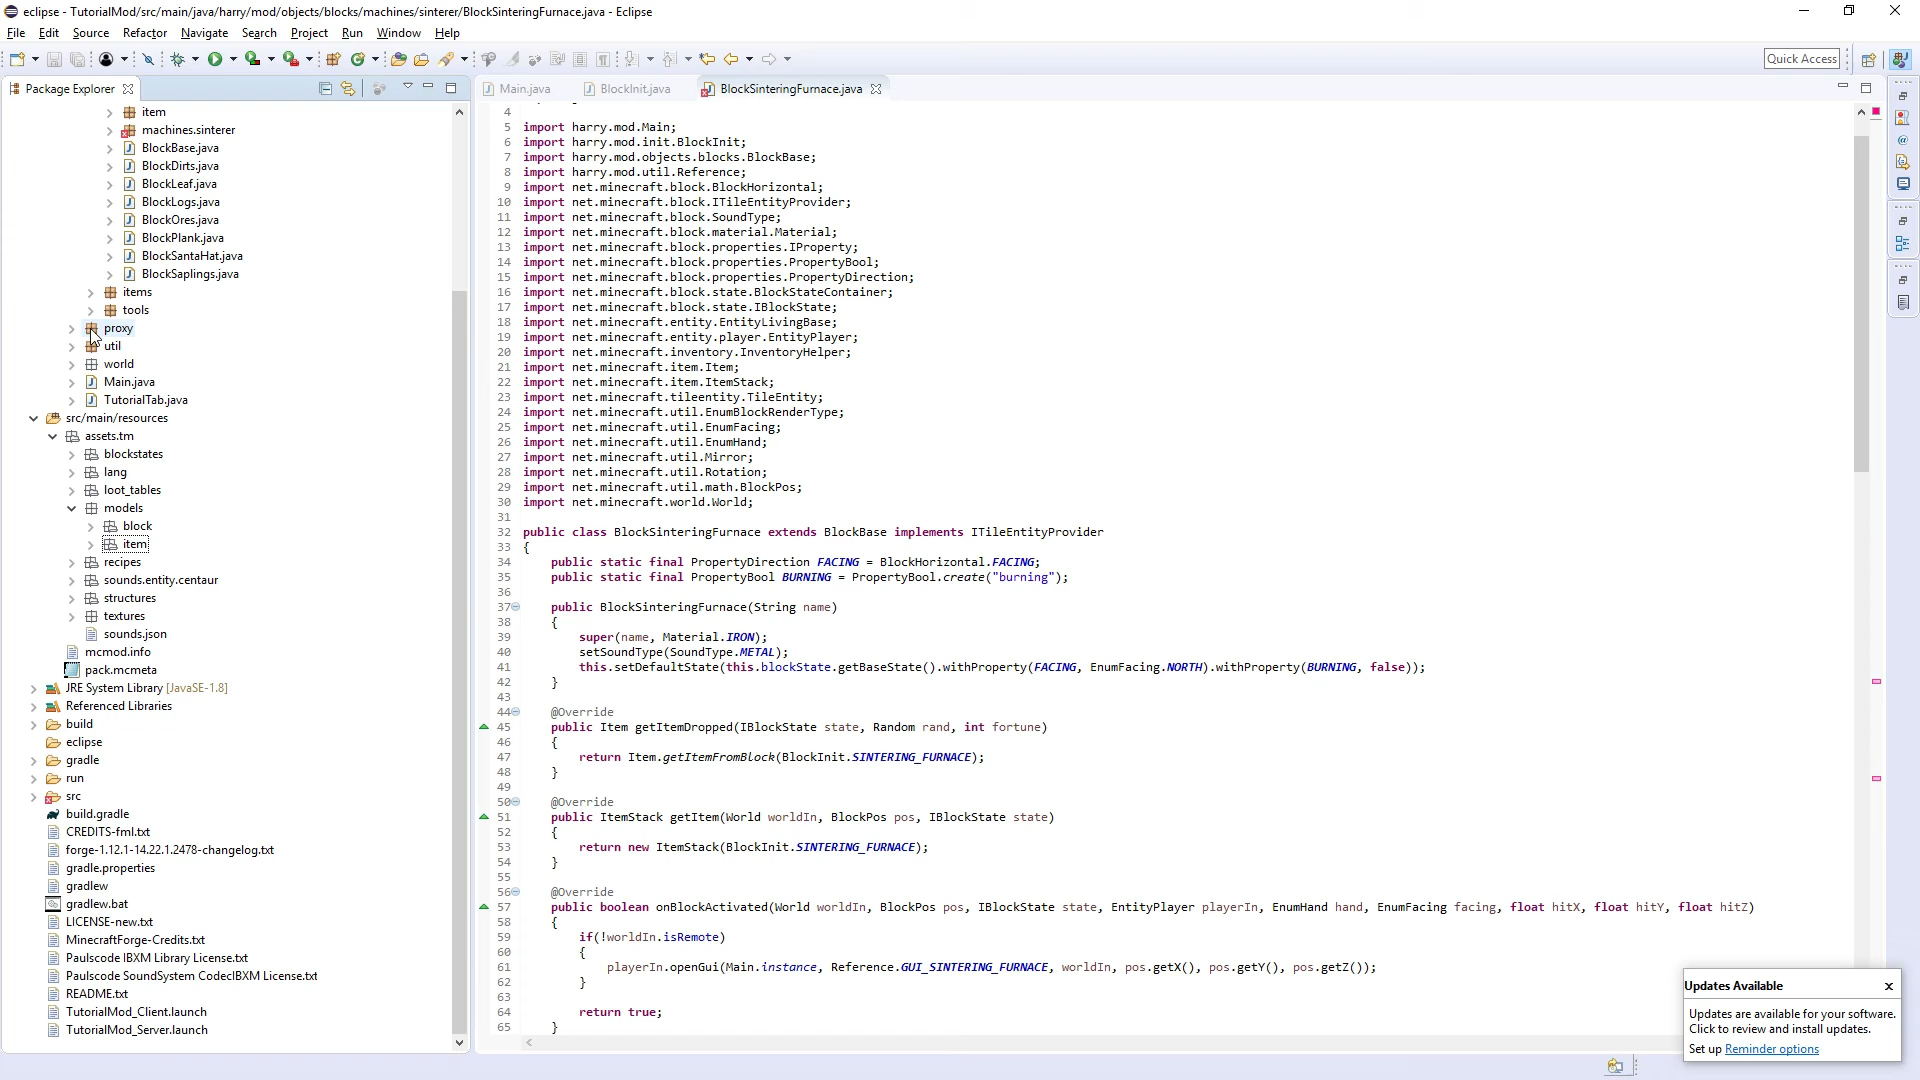 eclipse - TutorialMod/src/main/java/harry/mod/objects/blocks/machines/sinterer/BlockSinteringFurnace.java - Eclipse
File Edit Source Refactor Navigate Search Project Run Window Help
Quick Access
Package Explorer
item
machines.sinterer
BlockBase.java
BlockDirts.java
BlockLeaf.java
BlockLogs.java
BlockOres.java
BlockPlank.java
BlockSantaHat.java
BlockSaplings.java
items
tools
proxy
util
world
Main.java
TutorialTab.java
src/main/resources
assets.tm
blockstates
lang
loot_tables
models
block
item
recipes
sounds.entity.centaur
structures
textures
sounds.json
mcmod.info
pack.mcmeta
JRE System Library [JavaSE-1.8]
Referenced Libraries
build
eclipse
gradle
run
src
build.gradle
CREDITS-fml.txt
forge-1.12.1-14.22.1.2478-changelog.txt
gradle.properties
gradlew
gradlew.bat
LICENSE-new.txt
MinecraftForge-Credits.txt
Paulscode IBXM Library License.txt
Paulscode SoundSystem CodecIBXM License.txt
README.txt
TutorialMod_Client.launch
TutorialMod_Server.launch
Main.java BlockInit.java BlockSinteringFurnace.java
4
5 import harry.mod.Main;
6 import harry.mod.init.BlockInit;
7 import harry.mod.objects.blocks.BlockBase;
8 import harry.mod.util.Reference;
9 import net.minecraft.block.BlockHorizontal;
10 import net.minecraft.block.ITileEntityProvider;
11 import net.minecraft.block.SoundType;
12 import net.minecraft.block.material.Material;
13 import net.minecraft.block.properties.IProperty;
14 import net.minecraft.block.properties.PropertyBool;
15 import net.minecraft.block.properties.PropertyDirection;
16 import net.minecraft.block.state.BlockStateContainer;
17 import net.minecraft.block.state.IBlockState;
18 import net.minecraft.entity.EntityLivingBase;
19 import net.minecraft.entity.player.EntityPlayer;
20 import net.minecraft.inventory.InventoryHelper;
21 import net.minecraft.item.Item;
22 import net.minecraft.item.ItemStack;
23 import net.minecraft.tileentity.TileEntity;
24 import net.minecraft.util.EnumBlockRenderType;
25 import net.minecraft.util.EnumFacing;
26 import net.minecraft.util.EnumHand;
27 import net.minecraft.util.Mirror;
28 import net.minecraft.util.Rotation;
29 import net.minecraft.util.math.BlockPos;
30 import net.minecraft.world.World;
31
32 public class BlockSinteringFurnace extends BlockBase implements ITileEntityProvider
33 {
34 public static final PropertyDirection FACING = BlockHorizontal.FACING;
35 public static final PropertyBool BURNING = PropertyBool.create("burning");
36
37 public BlockSinteringFurnace(String name)
38 {
39 super(name, Material.IRON);
40 setSoundType(SoundType.METAL);
41 this.setDefaultState(this.blockState.getBaseState().withProperty(FACING, EnumFacing.NORTH).withProperty(BURNING, false));
42 }
43
44 @Override
45 public Item getItemDropped(IBlockState state, Random rand, int fortune)
46 {
47 return Item.getItemFromBlock(BlockInit.SINTERING_FURNACE);
48 }
49
50 @Override
51 public ItemStack getItem(World worldIn, BlockPos pos, IBlockState state)
52 {
53 return new ItemStack(BlockInit.SINTERING_FURNACE);
54 }
55
56 @Override
57 public boolean onBlockActivated(World worldIn, BlockPos pos, IBlockState state, EntityPlayer playerIn, EnumHand hand, EnumFacing facing, float hitX, float hitY, float hitZ)
58 {
59 if(!worldIn.isRemote)
60 {
61 playerIn.openGui(Main.instance, Reference.GUI_SINTERING_FURNACE, worldIn, pos.getX(), pos.getY(), pos.getZ());
62 }
63
64 return true;
65 }
Updates Available
Updates are available for your software.
Click to review and install updates.
Set up Reminder options